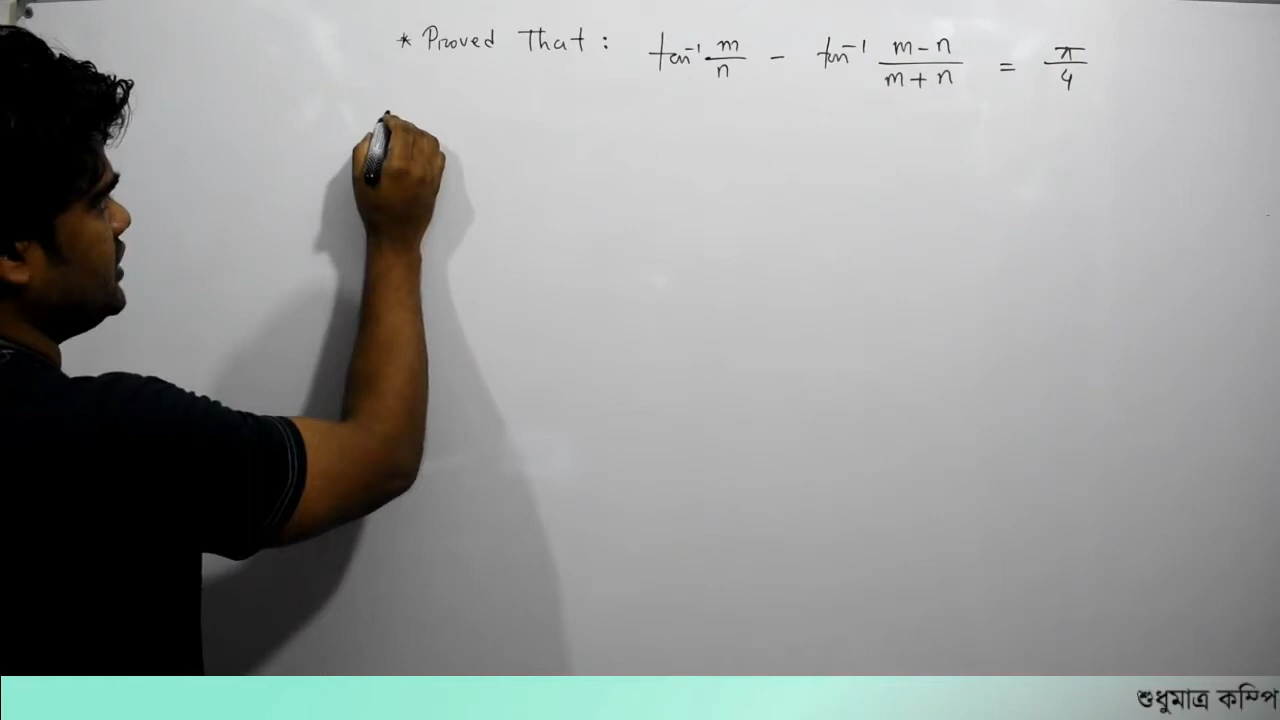 * Proved That : tan⁻¹ m/n - tan⁻¹ (m-n)/(m+n) = π/4
শুধুমাত্র কম্পি